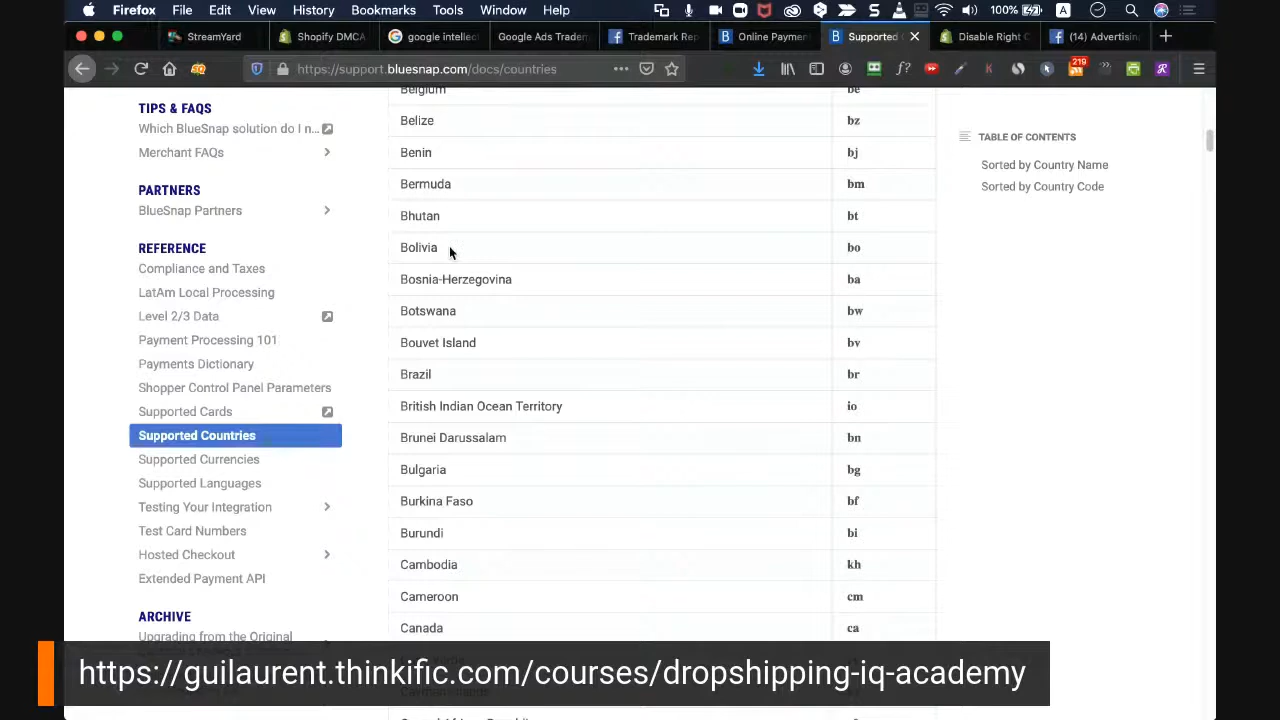 Firefox File Edit View History Bookmarks Tools Window Help 100% A
StreamYard Shopify DMCA google intellect Google Ads Tradem Trademark Rep Online Payment Supported Disable Right C (14) Advertising
https://support.bluesnap.com/docs/countries 219
TIPS & FAQS
Which BlueSnap solution do I n...
Merchant FAQs
PARTNERS
BlueSnap Partners
REFERENCE
Compliance and Taxes
LatAm Local Processing
Level 2/3 Data
Payment Processing 101
Payments Dictionary
Shopper Control Panel Parameters
Supported Cards
Supported Countries
Supported Currencies
Supported Languages
Testing Your Integration
Test Card Numbers
Hosted Checkout
Extended Payment API
ARCHIVE
Upgrading from the Original
Belgium be
Belize bz
Benin bj
Bermuda bm
Bhutan bt
Bolivia bo
Bosnia-Herzegovina ba
Botswana bw
Bouvet Island bv
Brazil br
British Indian Ocean Territory io
Brunei Darussalam bn
Bulgaria bg
Burkina Faso bf
Burundi bi
Cambodia kh
Cameroon cm
Canada ca
Cayman Islands
TABLE OF CONTENTS
Sorted by Country Name
Sorted by Country Code
https://guilaurent.thinkific.com/courses/dropshipping-iq-academy